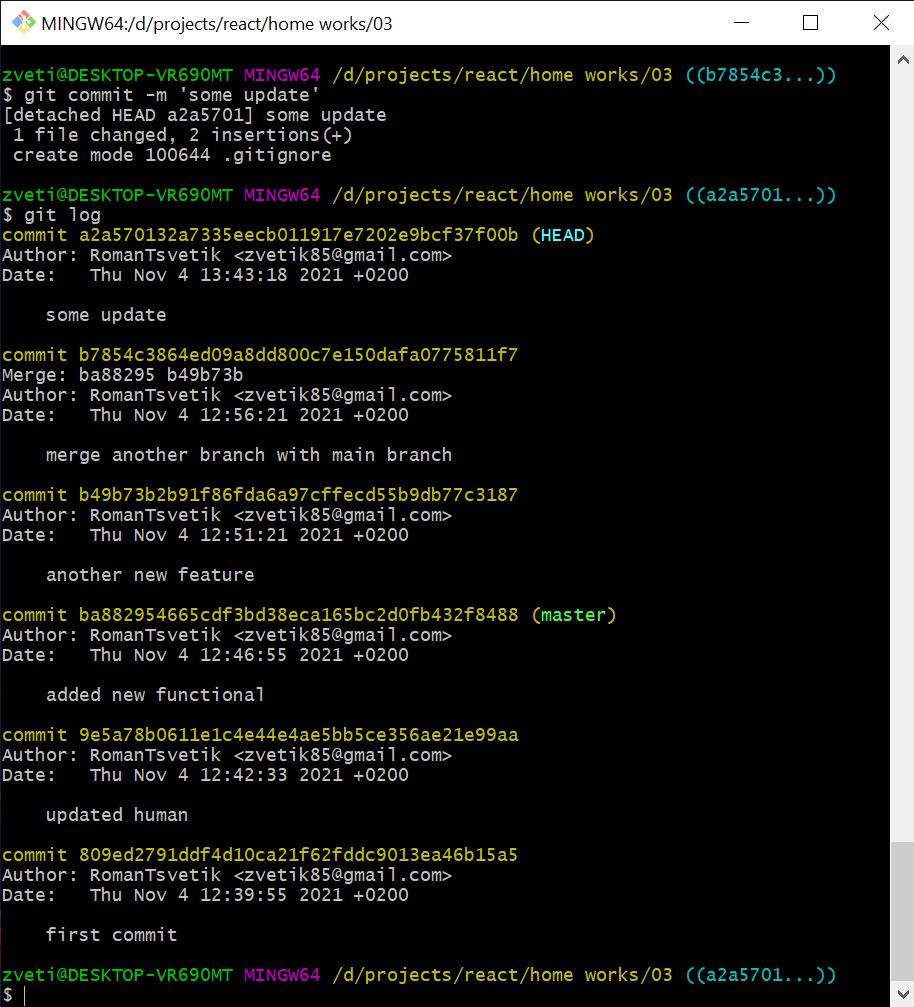 MINGW64:/d/projects/react/home works/03
zveti@DESKTOP-VR69OMT MINGW64 /d/projects/react/home works/03 ((b7854c3...))
$ git commit -m 'some update'
[detached HEAD a2a5701] some update
 1 file changed, 2 insertions(+)
 create mode 100644 .gitignore
zveti@DESKTOP-VR69OMT MINGW64 /d/projects/react/home works/03 ((a2a5701...))
$ git log
commit a2a570132a7335eecb011917e7202e9bcf37f00b (HEAD)
Author: RomanTsvetik <zvetik85@gmail.com>
Date:   Thu Nov 4 13:43:18 2021 +0200
    some update
commit b7854c3864ed09a8dd800c7e150dafa0775811f7
Merge: ba88295 b49b73b
Author: RomanTsvetik <zvetik85@gmail.com>
Date:   Thu Nov 4 12:56:21 2021 +0200
    merge another branch with main branch
commit b49b73b2b91f86fda6a97cffecd55b9db77c3187
Author: RomanTsvetik <zvetik85@gmail.com>
Date:   Thu Nov 4 12:51:21 2021 +0200
    another new feature
commit ba882954665cdf3bd38eca165bc2d0fb432f8488 (master)
Author: RomanTsvetik <zvetik85@gmail.com>
Date:   Thu Nov 4 12:46:55 2021 +0200
    added new functional
commit 9e5a78b0611e1c4e44e4ae5bb5ce356ae21e99aa
Author: RomanTsvetik <zvetik85@gmail.com>
Date:   Thu Nov 4 12:42:33 2021 +0200
    updated human
commit 809ed2791ddf4d10ca21f62fddc9013ea46b15a5
Author: RomanTsvetik <zvetik85@gmail.com>
Date:   Thu Nov 4 12:39:55 2021 +0200
    first commit
zveti@DESKTOP-VR69OMT MINGW64 /d/projects/react/home works/03 ((a2a5701...))
$